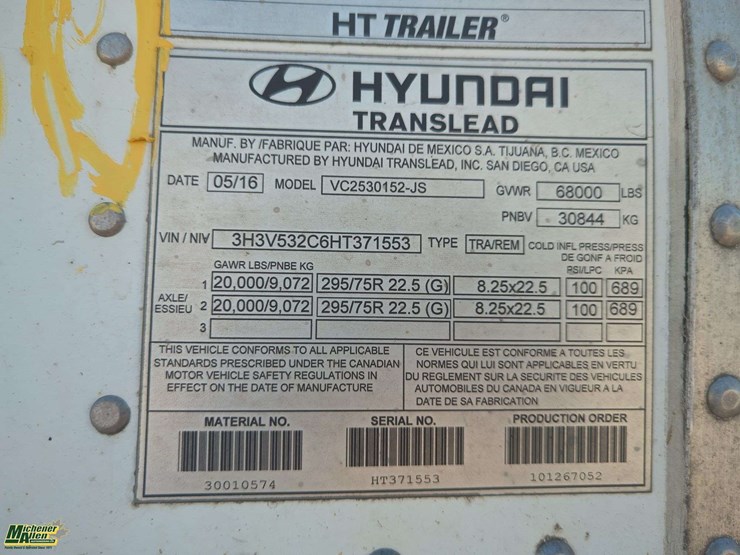 HT TRAILER®
HYUNDAI
TRANSLEAD
MANUF. BY /FABRIQUE PAR: HYUNDAI DE MEXICO S.A. TIJUANA, B.C. MEXICO
MANUFACTURED BY HYUNDAI TRANSLEAD, INC. SAN DIEGO, CA USA
DATE 05/16 MODEL VC2530152-JS GVWR 68000 LBS
PNBV 30844 KG
VIN / NIV 3H3V532C6HT371553 TYPE TRA/REM COLD INFL PRESS/PRESS
DE GONF A FROID
GAWR LBS/PNBE KG PSI/LPC KPA
1 20,000/9,072 295/75R 22.5 (G) 8.25x22.5 100 689
AXLE/
ESSIEU 2 20,000/9,072 295/75R 22.5 (G) 8.25x22.5 100 689
3
THIS VEHICLE CONFORMS TO ALL APPLICABLE
STANDARDS PRESCRIBED UNDER THE CANADIAN
MOTOR VEHICLE SAFETY REGULATIONS IN
EFFECT ON THE DATE OF MANUFACTURE
CE VEHICULE EST CONFORME A TOUTES LES
NORMES QUI LUI SONT APPLICABLES EN VERTU
DU REGLEMENT SUR LA SECURITE DES VEHICULES
AUTOMOBILES DU CANADA EN VIGUEUR A LA
DATE DE SA FABRICATION
MATERIAL NO. SERIAL NO. PRODUCTION ORDER
30010574 HT371553 101267052
Michener
Allen